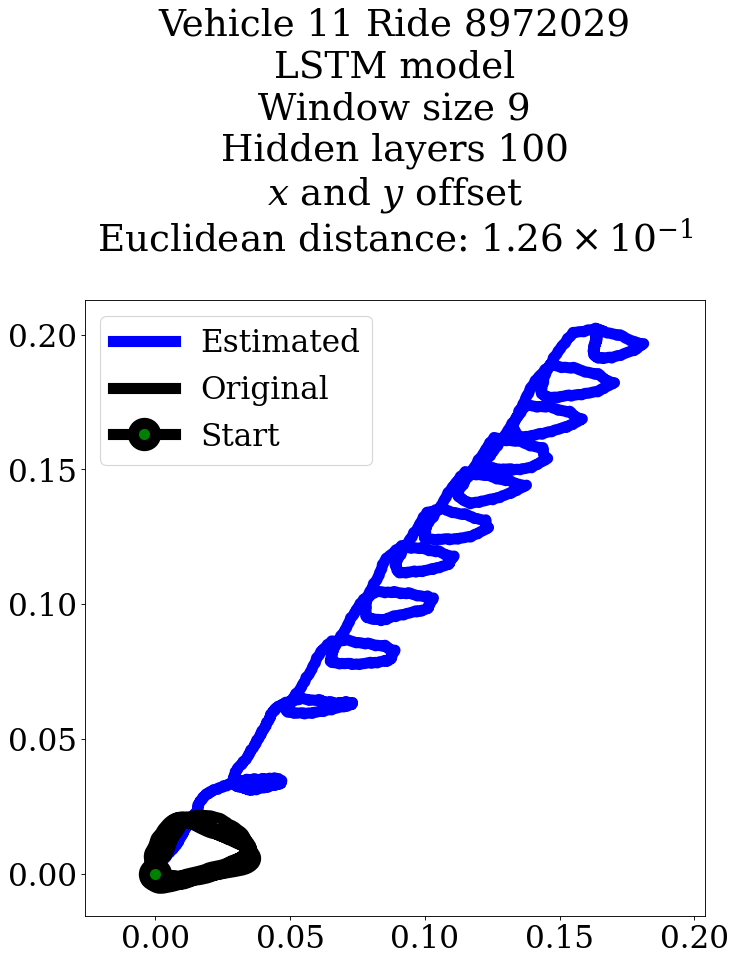 Vehicle 11 Ride 8972029
LSTM model
Window size 9
Hidden layers 100
x and y offset
Euclidean distance: 1.26 × 10⁻¹
Estimated
Original
Start
0.20
0.15
0.10
0.05
0.00
0.00 0.05 0.10 0.15 0.20